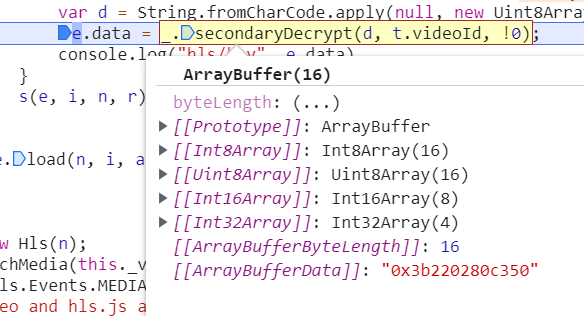 var d = String.fromCharCode.apply(null, new Uint8Arra
e.data = _.secondaryDecrypt(d, t.videoId, !0);
console.log("hls/ y", e.data)
}
s(e, i, n, r)
e.load(n, i, a
w Hls(n);
chMedia(this._v
ls.Events.MEDIA
eo and hls.js a
ArrayBuffer(16)
byteLength: (...)
[[Prototype]]: ArrayBuffer
[[Int8Array]]: Int8Array(16)
[[Uint8Array]]: Uint8Array(16)
[[Int16Array]]: Int16Array(8)
[[Int32Array]]: Int32Array(4)
[[ArrayBufferByteLength]]: 16
[[ArrayBufferData]]: "0x3b220280c350"